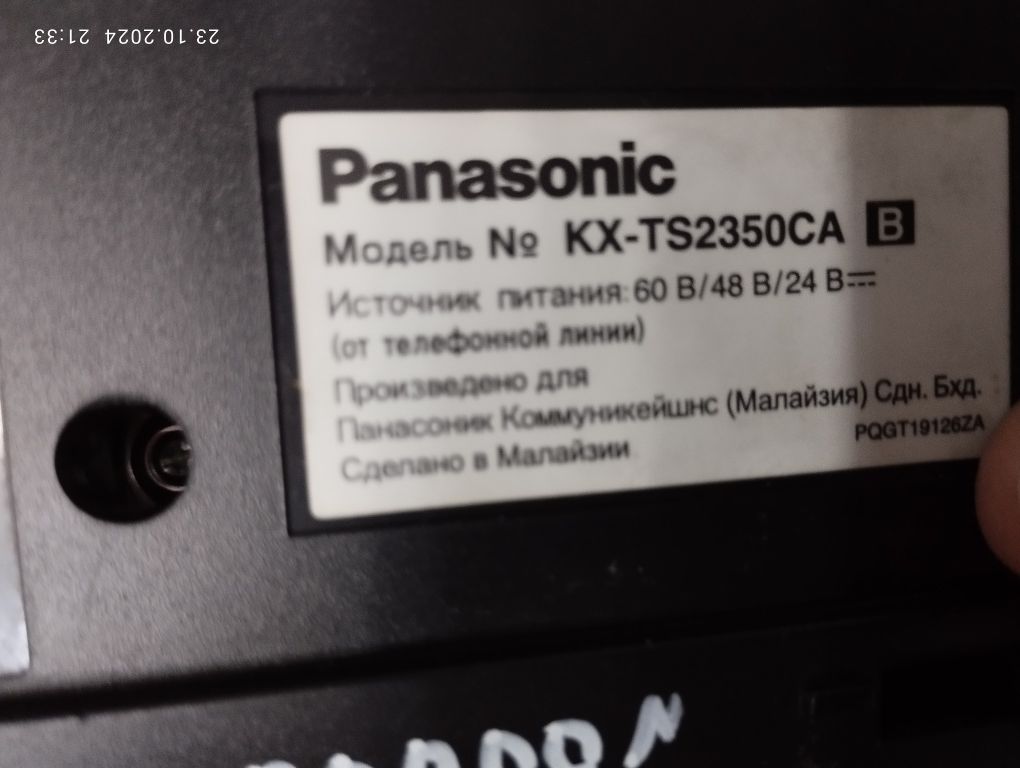 23.10.2024 21:33
Panasonic
Модель № KX-TS2350CA B
Источник питания: 60 В/48 В/24 В
(от телефонной линии)
Произведено для
Панасоник Коммуникейшнс (Малайзия) Сдн. Бхд.
Сделано в Малайзии
PQGT19126ZA